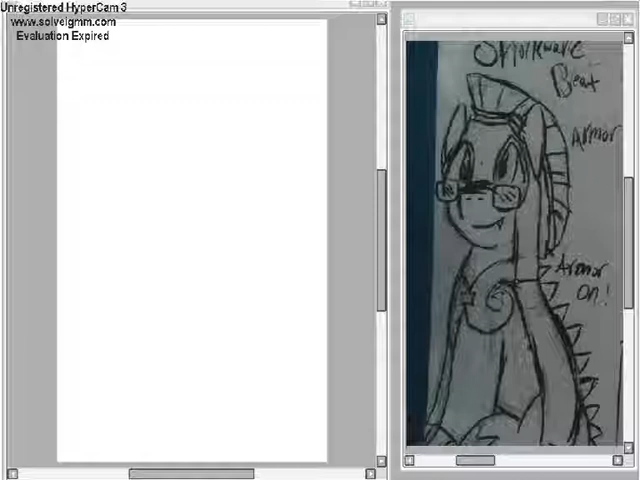 Unregistered HyperCam 3
www.solveigmm.com
Evaluation Expired
Beat
Armor
Armor
On!